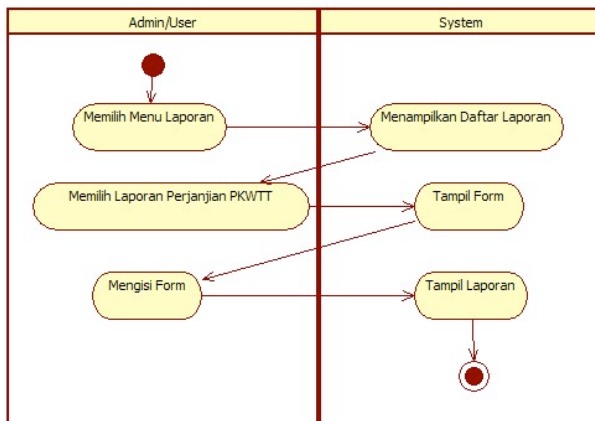 Admin/User
System
Memilih Menu Laporan
Menampilkan Daftar Laporan
Memilih Laporan Perjanjian PKWTT
Tampil Form
Mengisi Form
Tampil Laporan